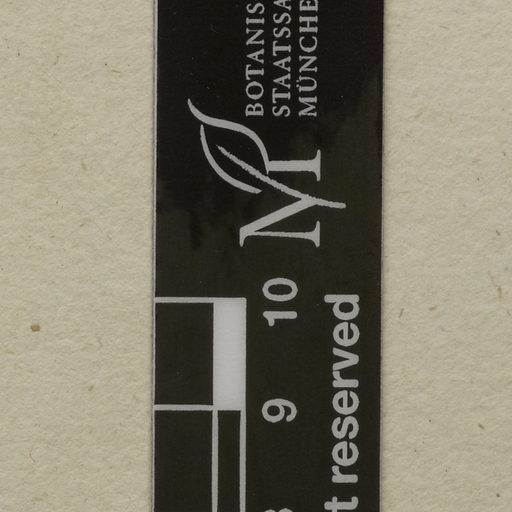 BOTANIS
STAATSSA
MÜNCHE
M
8 9 10
t reserved